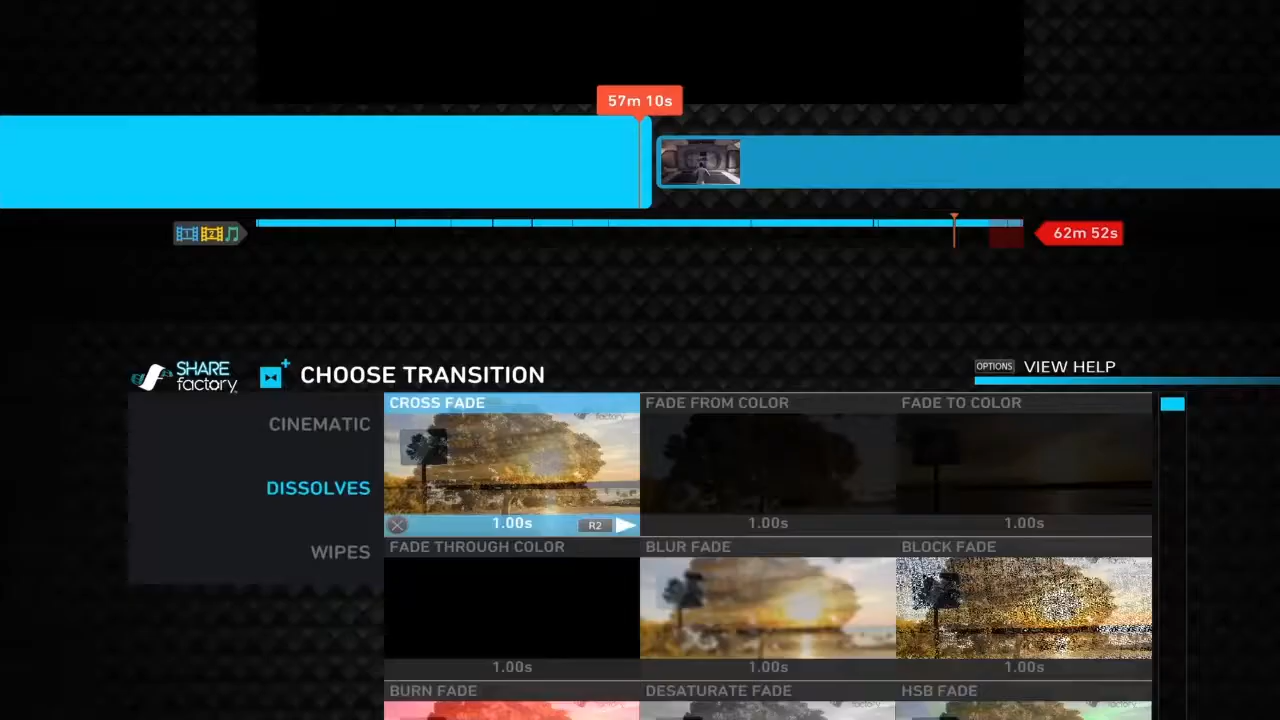 57m 10s
62m 52s
SHARE
factory
CHOOSE TRANSITION
OPTIONS VIEW HELP
CINEMATIC
DISSOLVES
WIPES
CROSS FADE
FADE FROM COLOR
FADE TO COLOR
1.00s
R2
1.00s
1.00s
FADE THROUGH COLOR
BLUR FADE
BLOCK FADE
1.00s
1.00s
1.00s
BURN FADE
DESATURATE FADE
HSB FADE